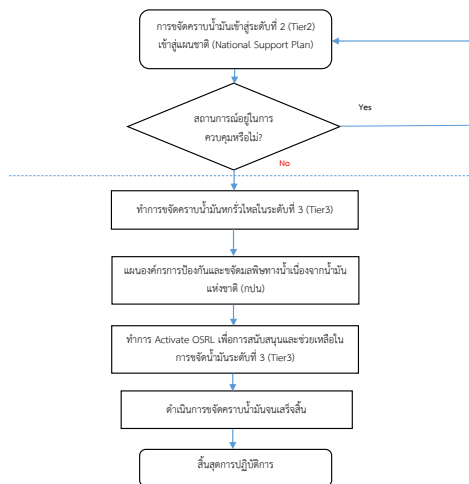 การขจัดคราบน้ำมันเข้าสู่ระดับที่ 2 (Tier2)
เข้าสู่แผนชาติ (National Support Plan)
สถานการณ์อยู่ในการ
ควบคุมหรือไม่?
Yes
No
ทำการขจัดคราบน้ำมันหกรั่วไหลในระดับที่ 3 (Tier3)
แผนองค์กรการป้องกันและขจัดมลพิษทางน้ำเนื่องจากน้ำมัน
แห่งชาติ (กปน)
ทำการ Activate OSRL เพื่อการสนับสนุนและช่วยเหลือใน
การขจัดน้ำมันระดับที่ 3 (Tier3)
ดำเนินการขจัดคราบน้ำมันจนเสร็จสิ้น
สิ้นสุดการปฏิบัติการ